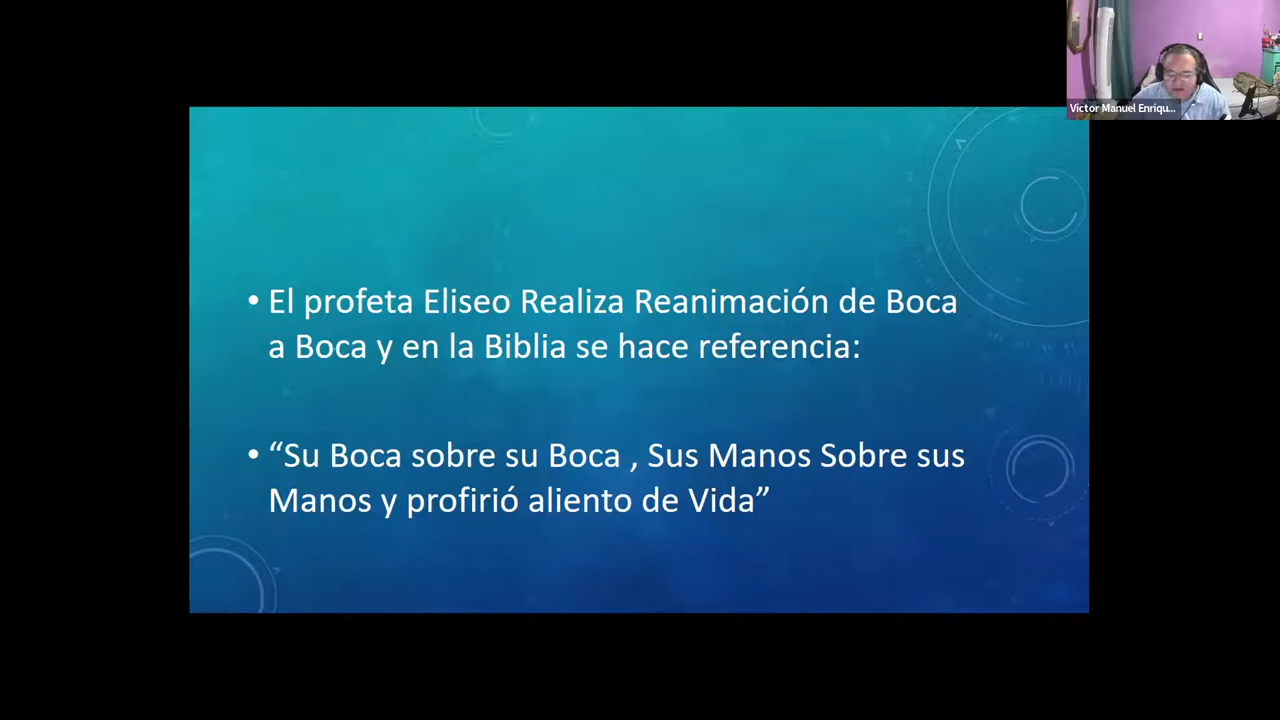 Victor Manuel Enriqu...
• El profeta Eliseo Realiza Reanimación de Boca
a Boca y en la Biblia se hace referencia:
• “Su Boca sobre su Boca , Sus Manos Sobre sus
Manos y profirió aliento de Vida”